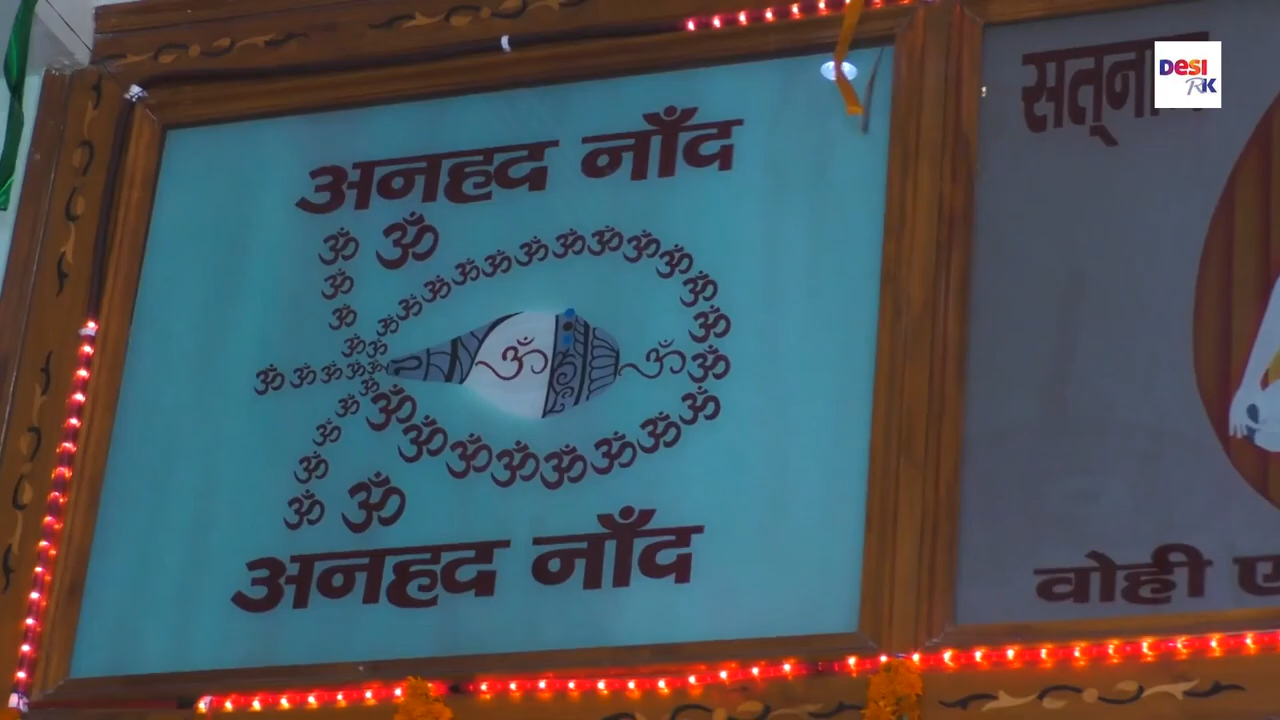 अनहद नाँद
ॐ ॐ
ॐ ॐ ॐ ॐ ॐ ॐ ॐ ॐ ॐ ॐ ॐ ॐ ॐ ॐ
ॐ ॐ ॐ ॐ ॐ ॐ ॐ ॐ
ॐ ॐ ॐ ॐ ॐ ॐ ॐ ॐ ॐ
ॐ ॐ
अनहद नाँद
वोही
DESI
RK